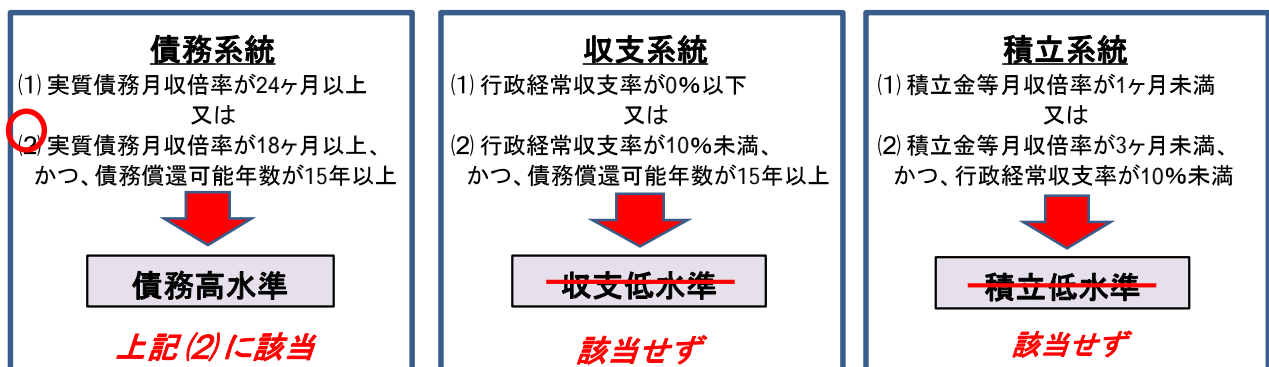 債務系統
⑴ 実質債務月収倍率が24ヶ月以上
又は
⑵ 実質債務月収倍率が18ヶ月以上、
かつ、債務償還可能年数が15年以上
債務高水準
上記⑵に該当
収支系統
⑴ 行政経常収支率が0%以下
又は
⑵ 行政経常収支率が10%未満、
かつ、債務償還可能年数が15年以上
収支低水準
該当せず
積立系統
⑴ 積立金等月収倍率が1ヶ月未満
又は
⑵ 積立金等月収倍率が3ヶ月未満、
かつ、行政経常収支率が10%未満
積立低水準
該当せず